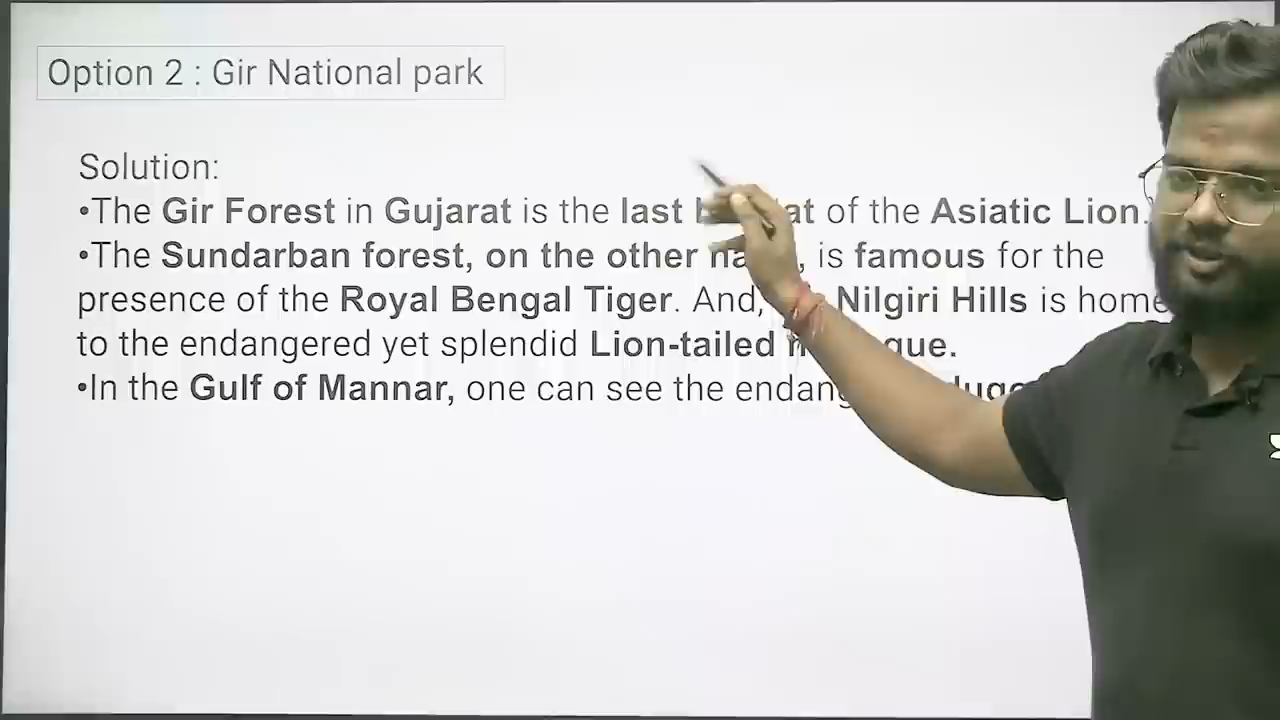 Option 2 : Gir National park
Solution:
•The Gir Forest in Gujarat is the last of the Asiatic Lion.
•The Sundarban forest, on the other is famous for the
presence of the Royal Bengal Tiger. And, Nilgiri Hills is home
to the endangered yet splendid Lion-tailed
•In the Gulf of Mannar, one can see the